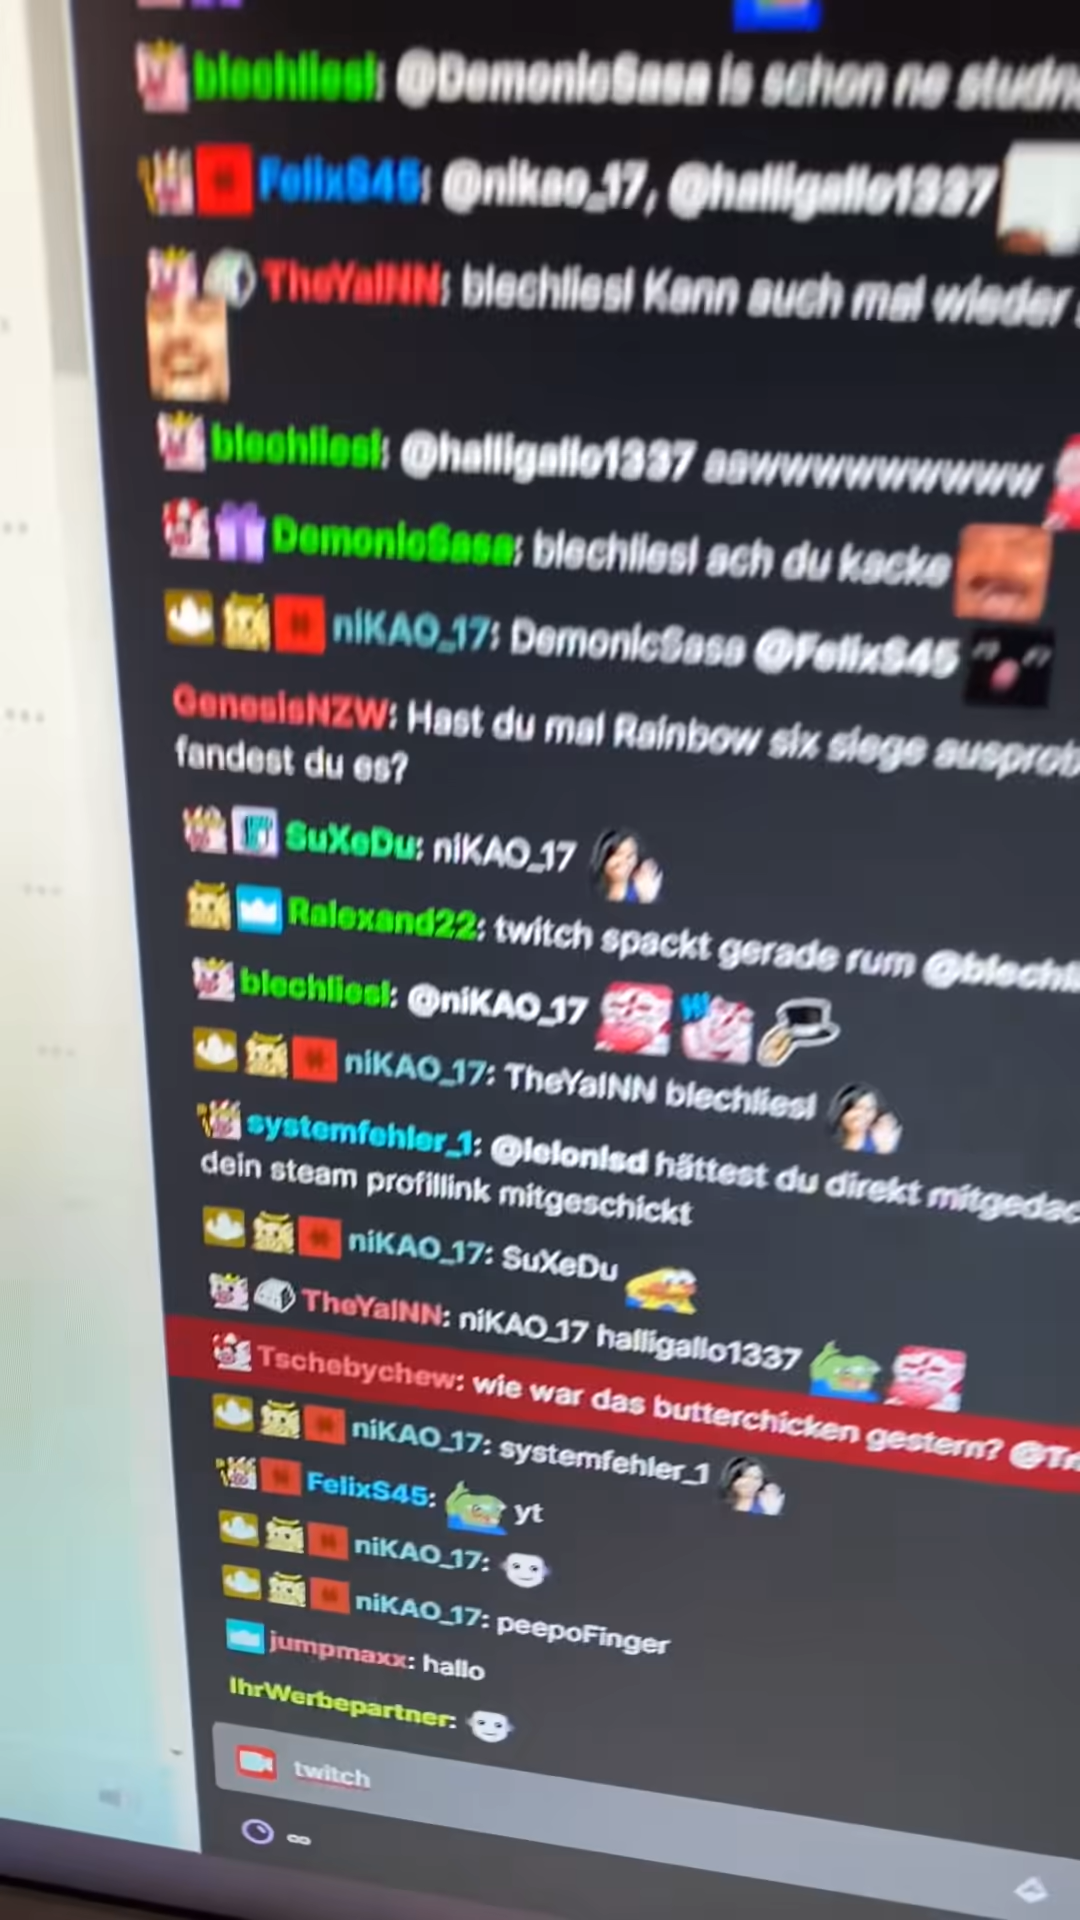 blechliesl: @DemonicSasa is schon ne
FelixS45: @nikao_17, @halligallo1337
TheYaINN: blechliesl Kann auch mal wieder
blechliesl: @halligallo1337 aawwwwwwwww
DemonicSasa: blechliesl ach du kacke
niKAO_17: DemonicSasa @FelixS45
GenesisNZW: Hast du mal Rainbow six siege
fandest du es?
SuXeDu: niKAO_17
Ralexand22: twitch spackt gerade rum
blechliesl: @niKAO_17
niKAO_17: TheYaINN blechliesl
systemfehler_1: @lelonlsd hättest du direkt
dein steam profillink mitgeschickt
niKAO_17: SuXeDu
TheYaINN: niKAO_17 halligallo1337
Tschebychew: wie war das butterchicken gestern?
niKAO_17: systemfehler_1
FelixS45: yt
niKAO_17:
niKAO_17: peepoFinger
jumpmaxx: hallo
IhrWerbepartner:
twitch
∞